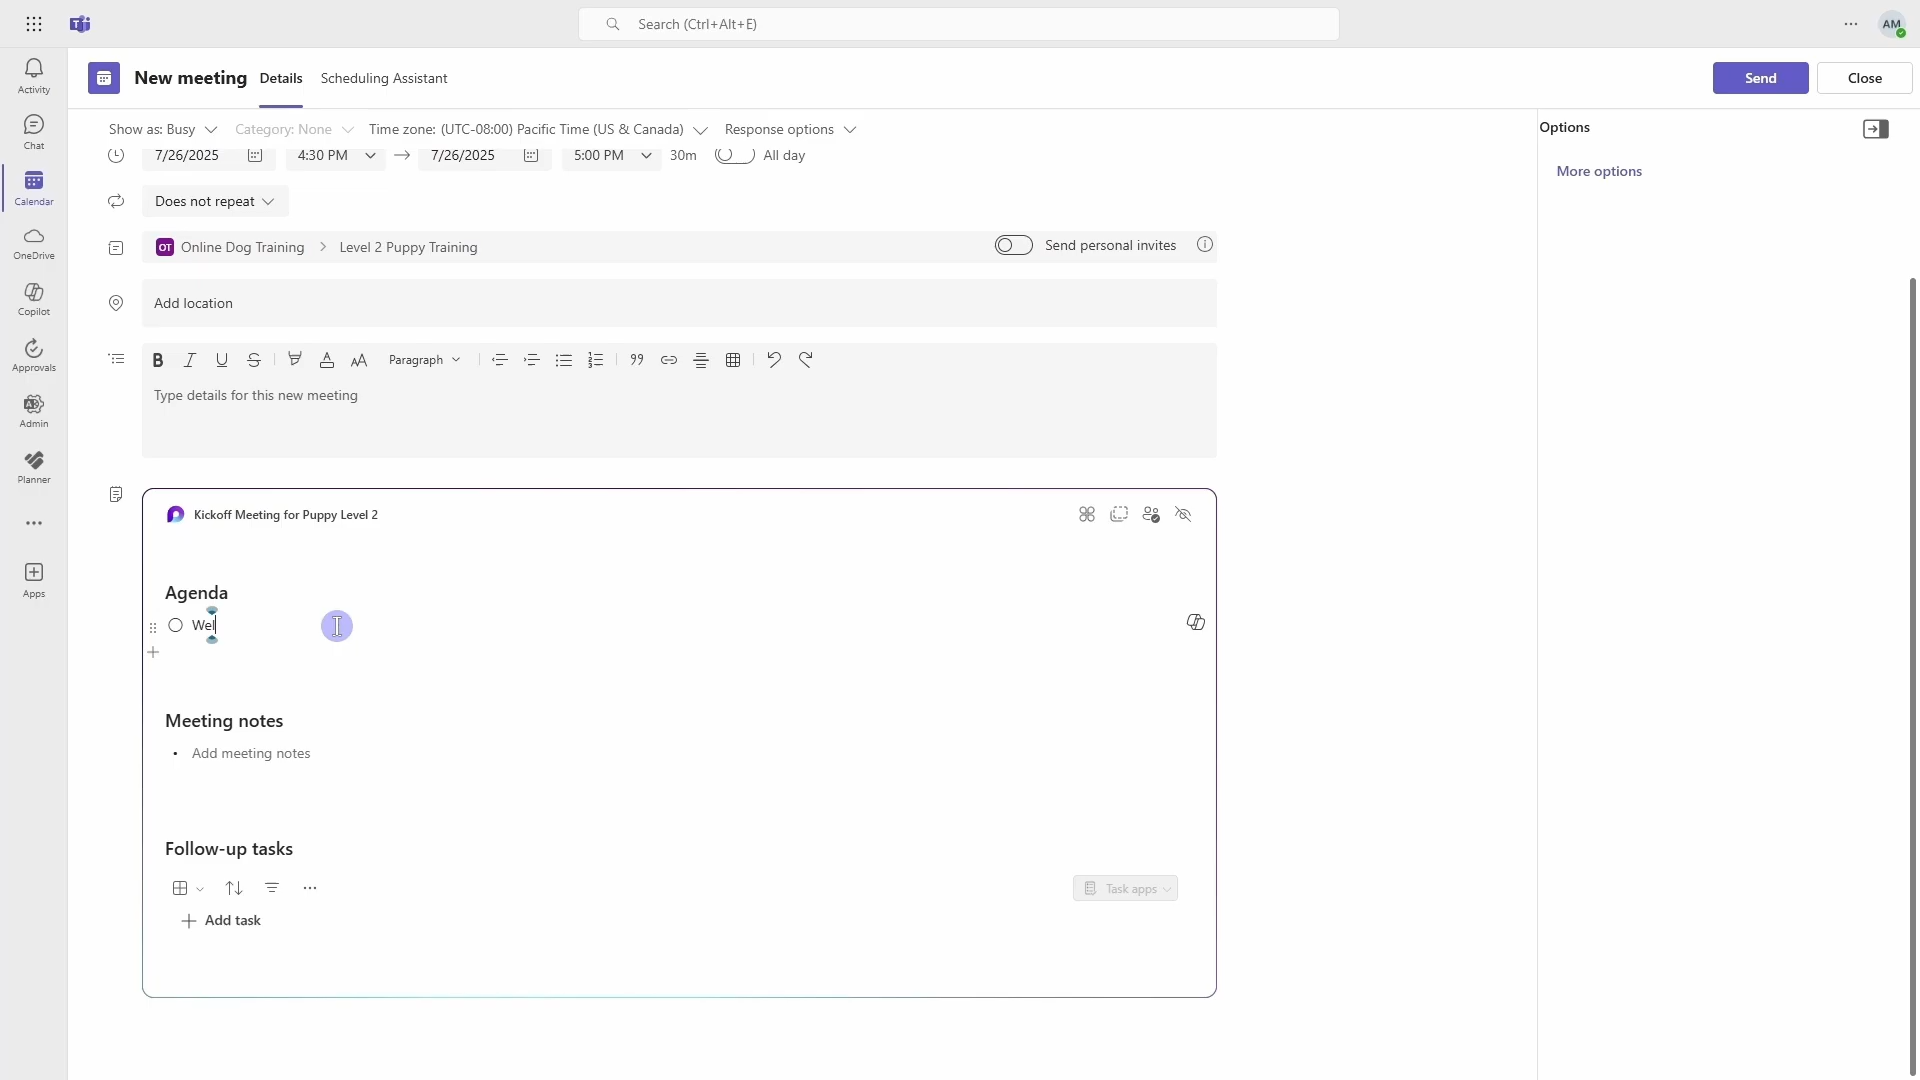 Search (Ctrl+Alt+E)
AM
New meeting
Details
Scheduling Assistant
Send
Close
Activity
Chat
Calendar
OneDrive
Copilot
Approvals
Admin
Planner
Apps
Show as: Busy
Category: None
Time zone: (UTC-08:00) Pacific Time (US & Canada)
Response options
Options
More options
7/26/2025
4:30 PM
7/26/2025
5:00 PM
30m
All day
Does not repeat
OT Online Dog Training > Level 2 Puppy Training
Send personal invites
Add location
Paragraph
Type details for this new meeting
Kickoff Meeting for Puppy Level 2
Agenda
Wel
Meeting notes
• Add meeting notes
Follow-up tasks
Task apps
Add task